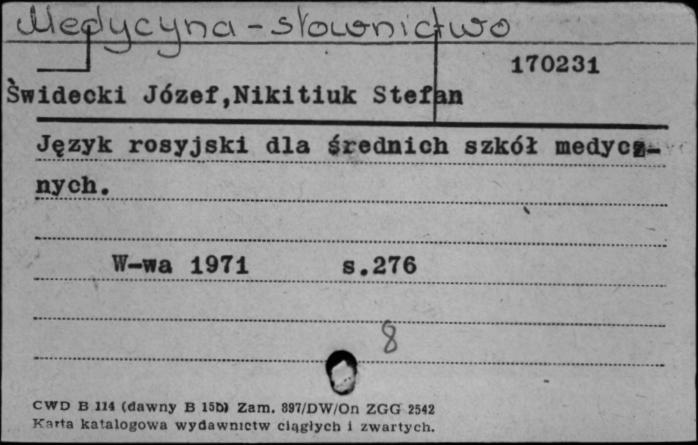 Medycyna - słownictwo
170231
Świdecki Józef,Nikitiuk Stefan
Język rosyjski dla średnich szkół medycz-
nych.
W-wa 1971 s.276
8
CWD B 114 (dawny B 15b) Zam. 897/DW/On ZGG 2542
Karta katalogowa wydawnictw ciągłych i zwartych.